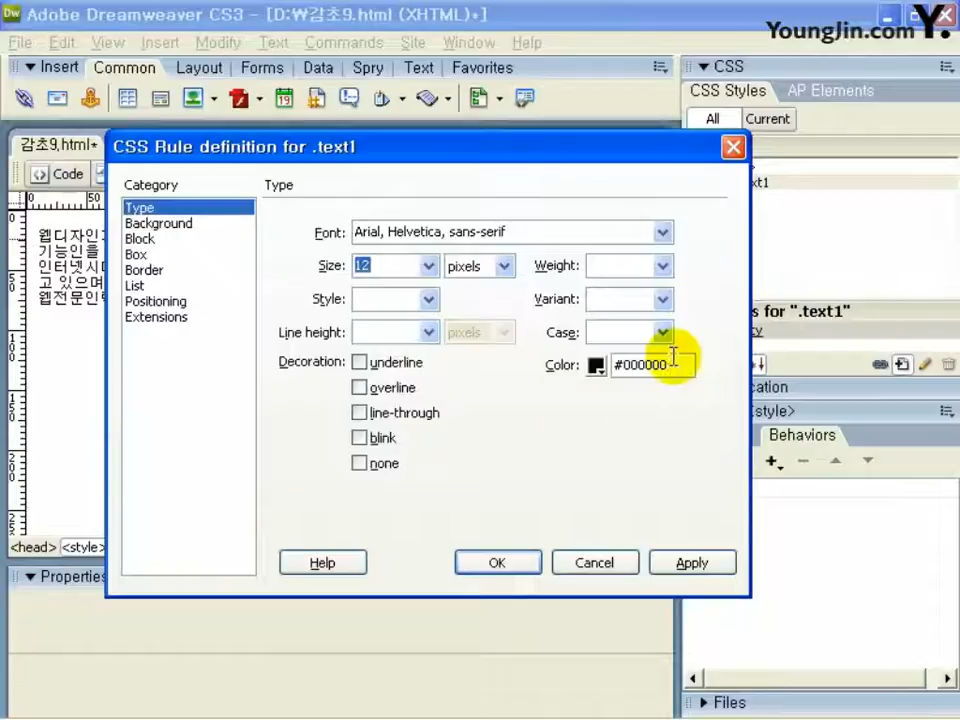 Adobe Dreamweaver CS3 - [D:\감초9.html (XHTML)*]
YoungJin.com Y.
File Edit View Insert Modify Text Commands Site Window Help
Insert Common Layout Forms Data Spry Text Favorites
CSS
CSS Styles AP Elements
All Current
감초9.html*
Code
CSS Rule definition for .text1
Category Type
Type
Background
Block
Box
Border
List
Positioning
Extensions
Font: Arial, Helvetica, sans-serif
Size: 12 pixels Weight:
Style: Variant:
Line height: pixels Case:
Decoration: underline Color: #000000
overline
line-through
blink
none
Help OK Cancel Apply
0 50
웹디자인
기능인을
인터넷시
고 있으며
웹전문인력
for ".text1"
<style>
Behaviors
<head> <style>
Properties
Files